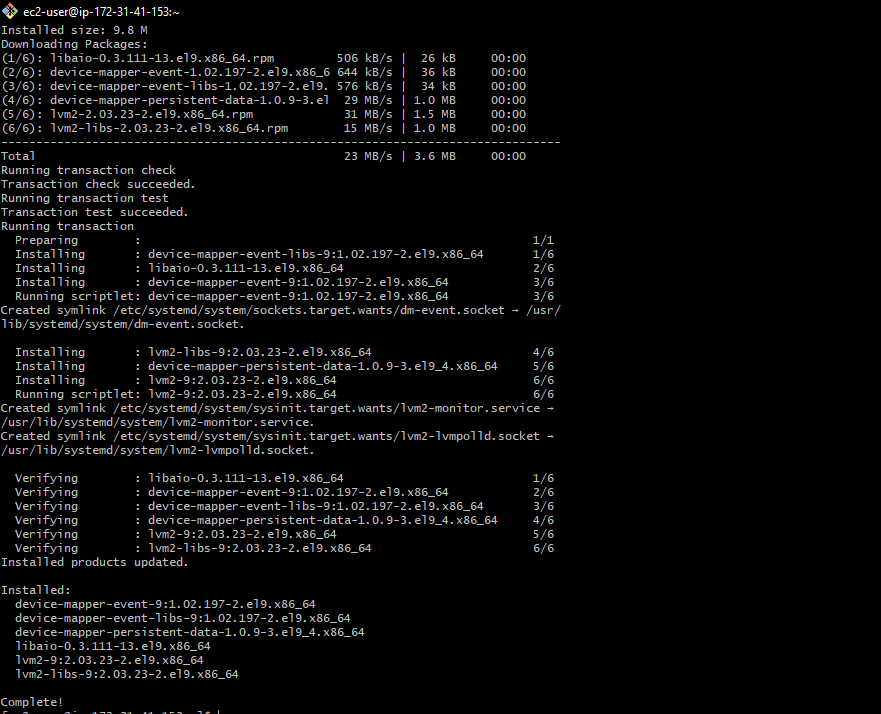 ec2-user@ip-172-31-41-153:~
Installed size: 9.8 M
Downloading Packages:
(1/6): libaio-0.3.111-13.el9.x86_64.rpm         506 kB/s |  26 kB     00:00
(2/6): device-mapper-event-1.02.197-2.el9.x86_6 644 kB/s |  36 kB     00:00
(3/6): device-mapper-event-libs-1.02.197-2.el9. 576 kB/s |  34 kB     00:00
(4/6): device-mapper-persistent-data-1.0.9-3.el  29 MB/s | 1.0 MB     00:00
(5/6): lvm2-2.03.23-2.el9.x86_64.rpm             31 MB/s | 1.5 MB     00:00
(6/6): lvm2-libs-2.03.23-2.el9.x86_64.rpm        15 MB/s | 1.0 MB     00:00
--------------------------------------------------------------------------------
Total                                            23 MB/s | 3.6 MB     00:00
Running transaction check
Transaction check succeeded.
Running transaction test
Transaction test succeeded.
Running transaction
  Preparing        :                                                        1/1
  Installing       : device-mapper-event-libs-9:1.02.197-2.el9.x86_64       1/6
  Installing       : libaio-0.3.111-13.el9.x86_64                           2/6
  Installing       : device-mapper-event-9:1.02.197-2.el9.x86_64            3/6
  Running scriptlet: device-mapper-event-9:1.02.197-2.el9.x86_64            3/6
Created symlink /etc/systemd/system/sockets.target.wants/dm-event.socket → /usr/
lib/systemd/system/dm-event.socket.
  Installing       : lvm2-libs-9:2.03.23-2.el9.x86_64                       4/6
  Installing       : device-mapper-persistent-data-1.0.9-3.el9_4.x86_64     5/6
  Installing       : lvm2-9:2.03.23-2.el9.x86_64                            6/6
  Running scriptlet: lvm2-9:2.03.23-2.el9.x86_64                            6/6
Created symlink /etc/systemd/system/sysinit.target.wants/lvm2-monitor.service →
/usr/lib/systemd/system/lvm2-monitor.service.
Created symlink /etc/systemd/system/sysinit.target.wants/lvm2-lvmpolld.socket →
/usr/lib/systemd/system/lvm2-lvmpolld.socket.
  Verifying        : libaio-0.3.111-13.el9.x86_64                           1/6
  Verifying        : device-mapper-event-9:1.02.197-2.el9.x86_64            2/6
  Verifying        : device-mapper-event-libs-9:1.02.197-2.el9.x86_64       3/6
  Verifying        : device-mapper-persistent-data-1.0.9-3.el9_4.x86_64     4/6
  Verifying        : lvm2-9:2.03.23-2.el9.x86_64                            5/6
  Verifying        : lvm2-libs-9:2.03.23-2.el9.x86_64                       6/6
Installed products updated.
Installed:
  device-mapper-event-9:1.02.197-2.el9.x86_64
  device-mapper-event-libs-9:1.02.197-2.el9.x86_64
  device-mapper-persistent-data-1.0.9-3.el9_4.x86_64
  libaio-0.3.111-13.el9.x86_64
  lvm2-9:2.03.23-2.el9.x86_64
  lvm2-libs-9:2.03.23-2.el9.x86_64
Complete!